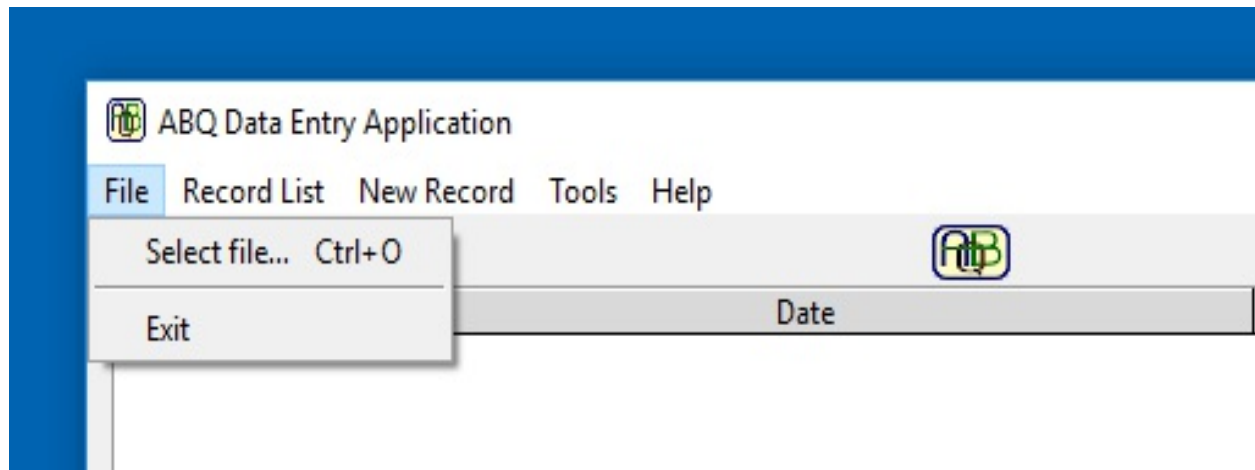 ABQ Data Entry Application
File Record List New Record Tools Help
Select file... Ctrl+O
Date
Exit